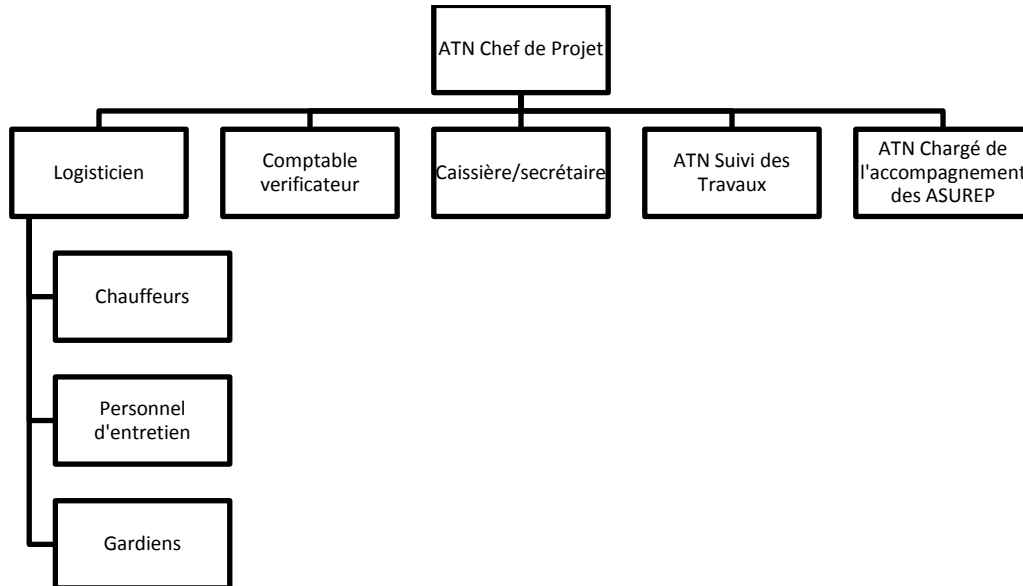 ATN Chef de Projet
Logisticien
Comptable
verificateur
Caissière/secrétaire
ATN Suivi des
Travaux
ATN Chargé de
l'accompagnement
des ASUREP
Chauffeurs
Personnel
d'entretien
Gardiens